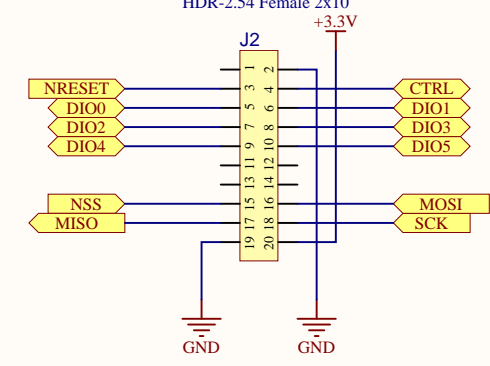 HDR-2.54 Female 2x10
+3.3V
J2
1 2
NRESET 3 4 CTRL
DIO0 5 6 DIO1
DIO2 7 8 DIO3
DIO4 9 10 DIO5
11 12
13 14
NSS 15 16 MOSI
MISO 17 18 SCK
19 20
GND GND